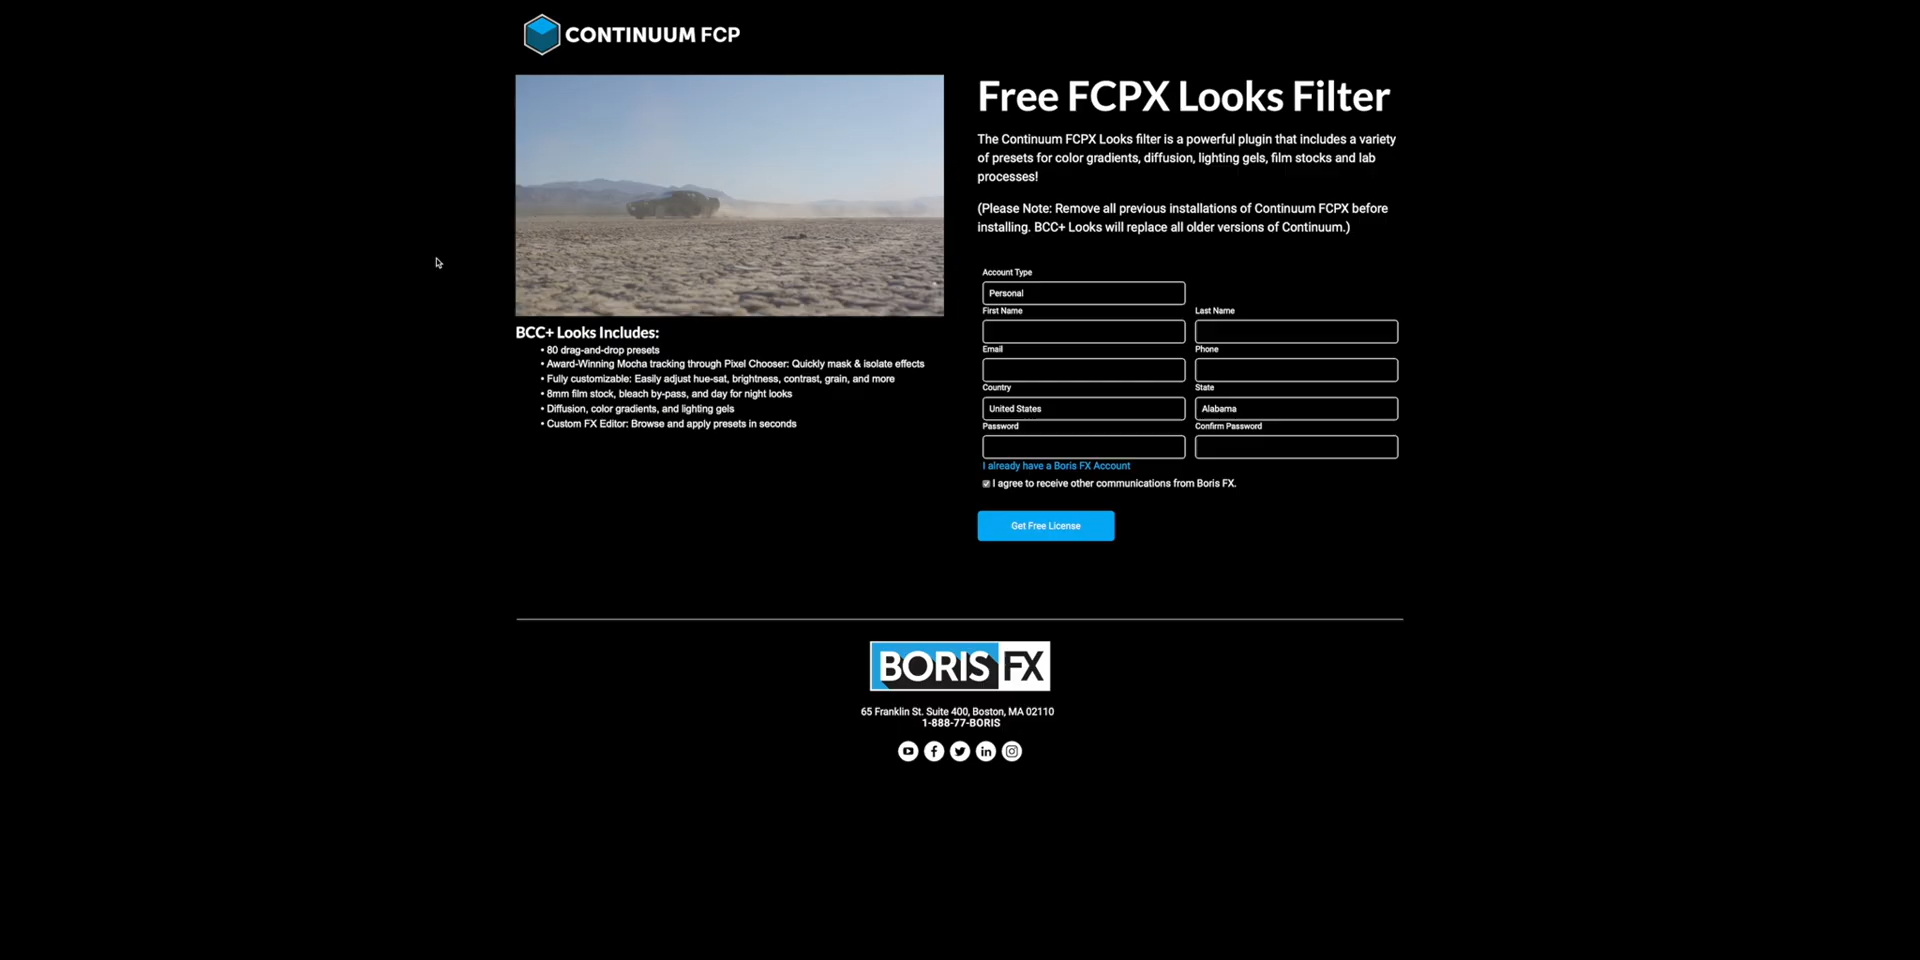 CONTINUUM FCP
Free FCPX Looks Filter
The Continuum FCPX Looks filter is a powerful plugin that includes a variety
of presets for color gradients, diffusion, lighting gels, film stocks and lab
processes!
(Please Note: Remove all previous installations of Continuum FCPX before
installing. BCC+ Looks will replace all older versions of Continuum.)
BCC+ Looks Includes:
• 80 drag-and-drop presets
• Award-Winning Mocha tracking through Pixel Chooser: Quickly mask & isolate effects
• Fully customizable: Easily adjust hue-sat, brightness, contrast, grain, and more
• 8mm film stock, bleach by-pass, and day for night looks
• Diffusion, color gradients, and lighting gels
• Custom FX Editor: Browse and apply presets in seconds
Account Type
Personal
First Name Last Name
Email Phone
Country State
United States Alabama
Password Confirm Password
I already have a Boris FX Account
I agree to receive other communications from Boris FX.
Get Free License
BORIS FX
65 Franklin St. Suite 400, Boston, MA 02110
1-888-77-BORIS